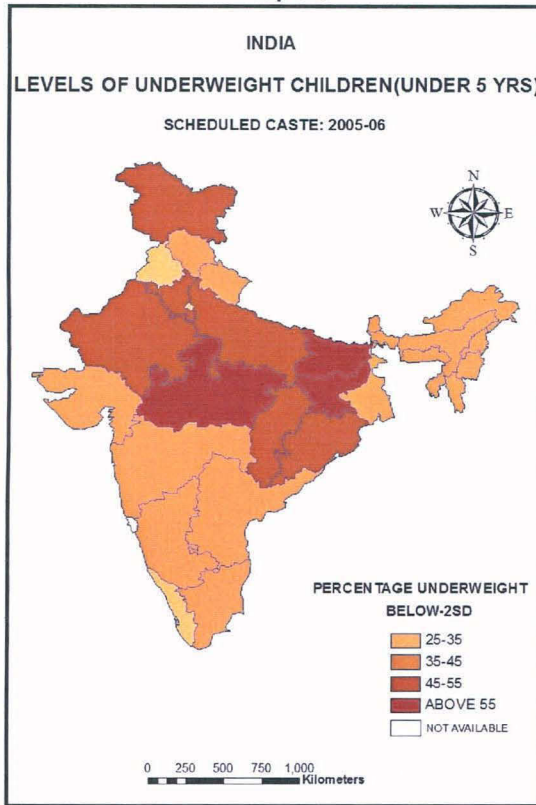 INDIA
LEVELS OF UNDERWEIGHT CHILDREN(UNDER 5 YRS)
SCHEDULED CASTE: 2005-06
N
W E
S
PERCENTAGE UNDERWEIGHT
BELOW-2SD
25-35
35-45
45-55
ABOVE 55
NOT AVAILABLE
0 250 500 750 1,000
Kilometers